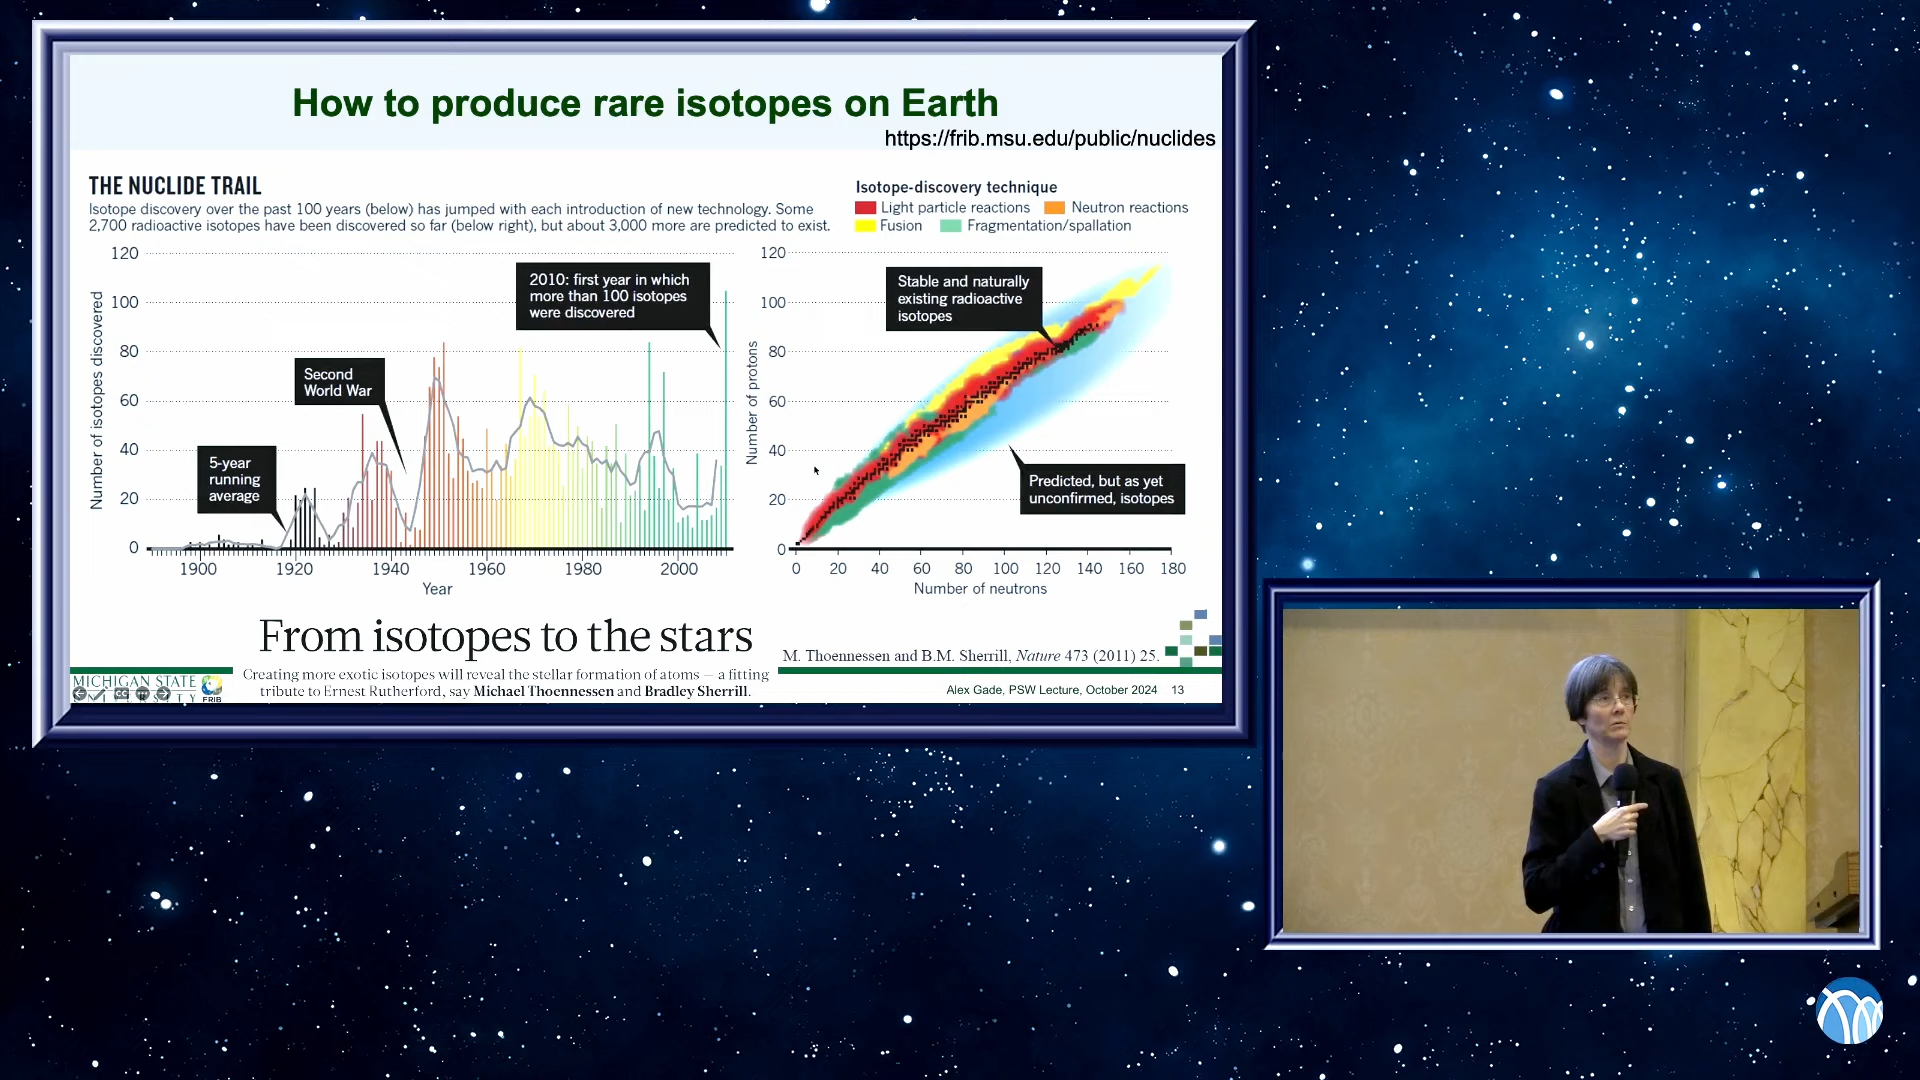 How to produce rare isotopes on Earth
https://frib.msu.edu/public/nuclides
THE NUCLIDE TRAIL
Isotope discovery over the past 100 years (below) has jumped with each introduction of new technology. Some
2,700 radioactive isotopes have been discovered so far (below right), but about 3,000 more are predicted to exist.
Isotope-discovery technique
Light particle reactions
Neutron reactions
Fusion
Fragmentation/spallation
120
100
80
60
40
20
0
Number of isotopes discovered
5-year
running
average
Second
World War
2010: first year in which
more than 100 isotopes
were discovered
1900 1920 1940 1960 1980 2000
Year
120
100
80
60
40
20
0
Number of protons
Stable and naturally
existing radioactive
isotopes
Predicted, but as yet
unconfirmed, isotopes
0 20 40 60 80 100 120 140 160 180
Number of neutrons
From isotopes to the stars
Creating more exotic isotopes will reveal the stellar formation of atoms — a fitting
tribute to Ernest Rutherford, say Michael Thoennessen and Bradley Sherrill.
M. Thoennessen and B.M. Sherrill, Nature 473 (2011) 25.
MICHIGAN STATE
FRIB
Alex Gade, PSW Lecture, October 2024 13